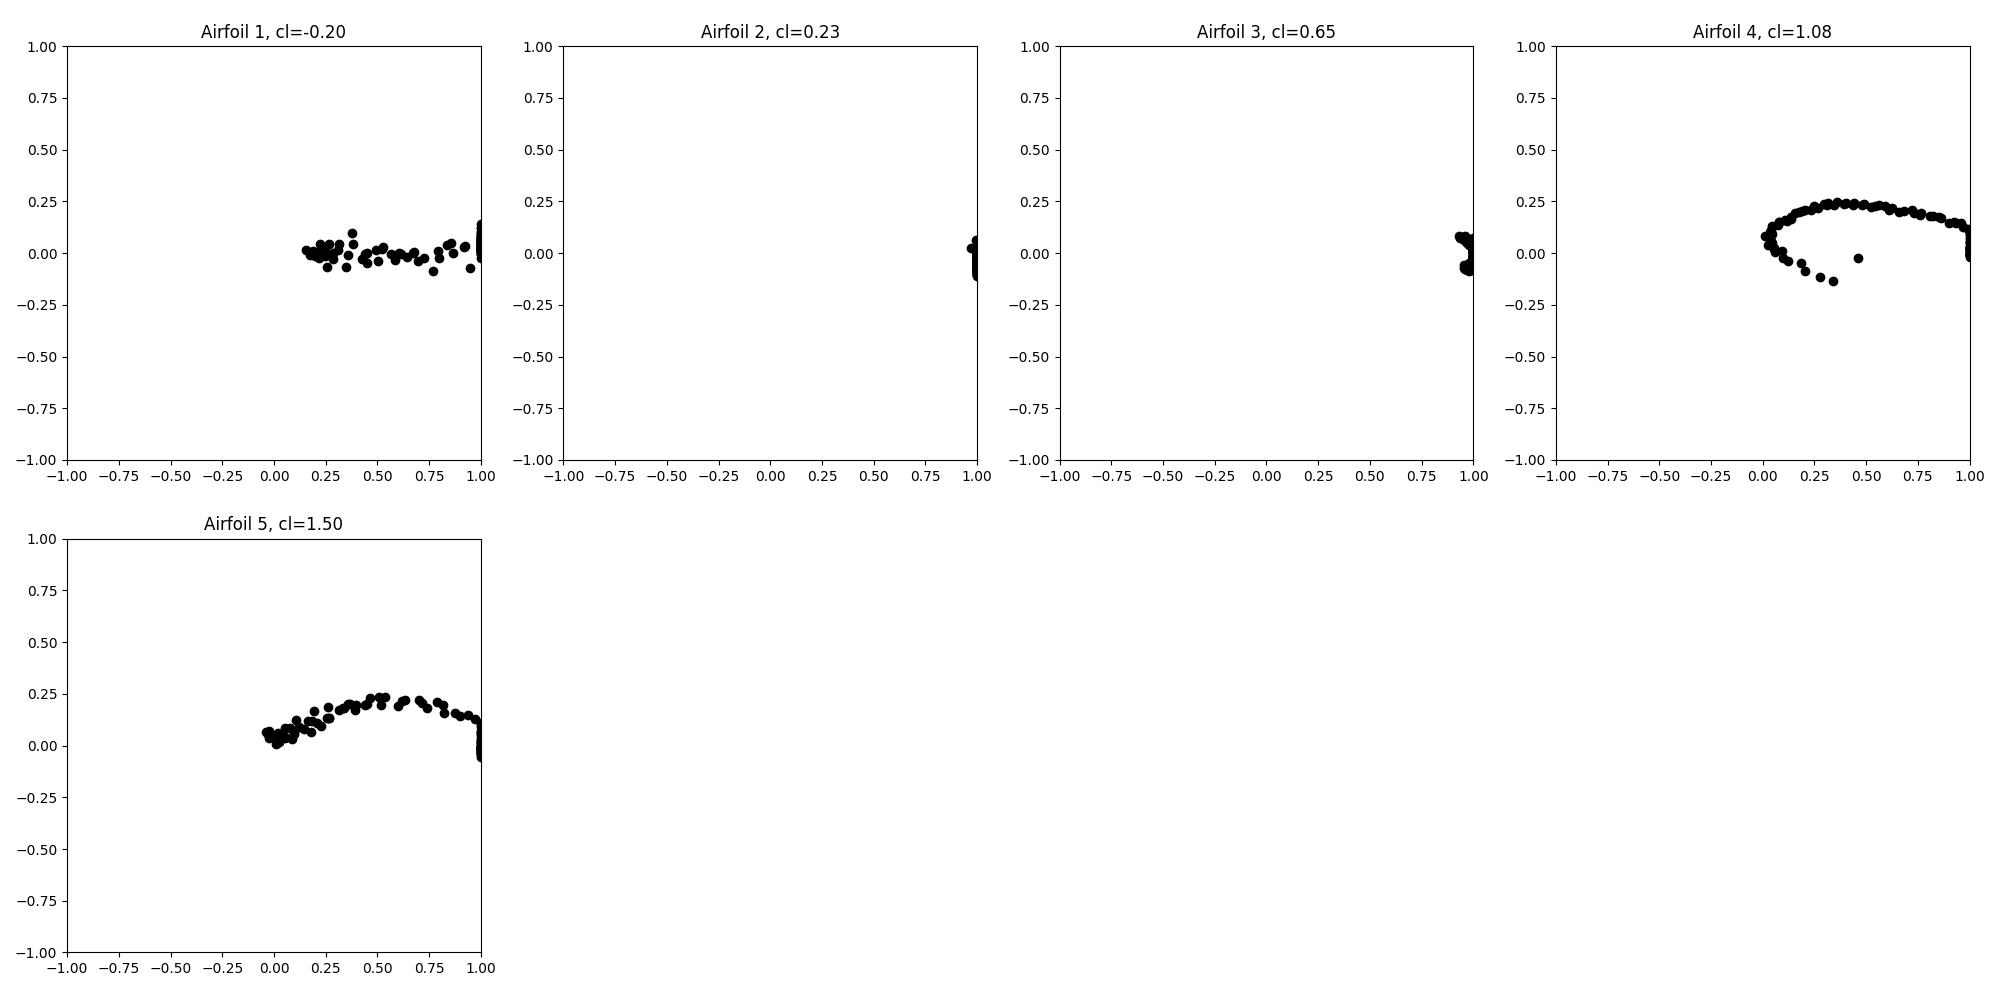 Airfoil 1, cl=-0.20
Airfoil 2, cl=0.23
Airfoil 3, cl=0.65
Airfoil 4, cl=1.08
1.00 1.00 1.00 1.00
0.75 0.75 0.75 0.75
0.50 0.50 0.50 0.50
0.25 0.25 0.25 0.25
0.00 0.00 0.00 0.00
−0.25 −0.25 −0.25 −0.25
−0.50 −0.50 −0.50 −0.50
−0.75 −0.75 −0.75 −0.75
−1.00 −1.00 −1.00 −1.00
−1.00 −0.75 −0.50 −0.25 0.00 0.25 0.50 0.75 1.00
−1.00 −0.75 −0.50 −0.25 0.00 0.25 0.50 0.75 1.00
−1.00 −0.75 −0.50 −0.25 0.00 0.25 0.50 0.75 1.00
−1.00 −0.75 −0.50 −0.25 0.00 0.25 0.50 0.75 1.00
Airfoil 5, cl=1.50
1.00
0.75
0.50
0.25
0.00
−0.25
−0.50
−0.75
−1.00
−1.00 −0.75 −0.50 −0.25 0.00 0.25 0.50 0.75 1.00